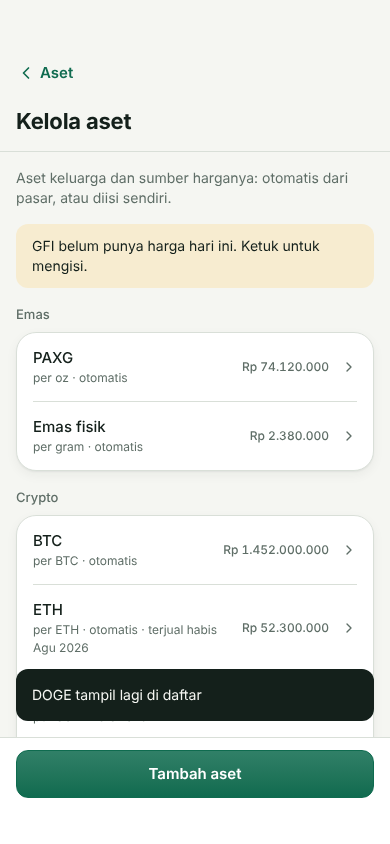 Aset
Kelola aset
Aset keluarga dan sumber harganya: otomatis dari
pasar, atau diisi sendiri.
GFI belum punya harga hari ini. Ketuk untuk
mengisi.
Emas
PAXG
Rp 74.120.000
per oz · otomatis
Emas fisik
Rp 2.380.000
per gram · otomatis
Crypto
BTC
Rp 1.452.000.000
per BTC · otomatis
ETH
per ETH · otomatis · terjual habis
Agu 2026
Rp 52.300.000
DOGE tampil lagi di daftar
Tambah aset